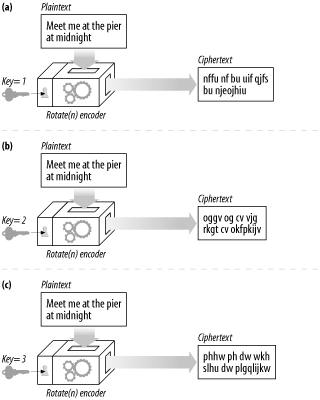 (a)
Plaintext
Meet me at the pier
at midnight
Key= 1
Rotate(n) encoder
Ciphertext
nffu nf bu uif qjfs
bu njeojhiu
(b)
Plaintext
Meet me at the pier
at midnight
Key= 2
Rotate(n) encoder
Ciphertext
oggv og cv vjg
rkgt cv okfpkijv
(c)
Plaintext
Meet me at the pier
at midnight
Key= 3
Rotate(n) encoder
Ciphertext
phhw ph dw wkh
slhu dw plgqlijkw